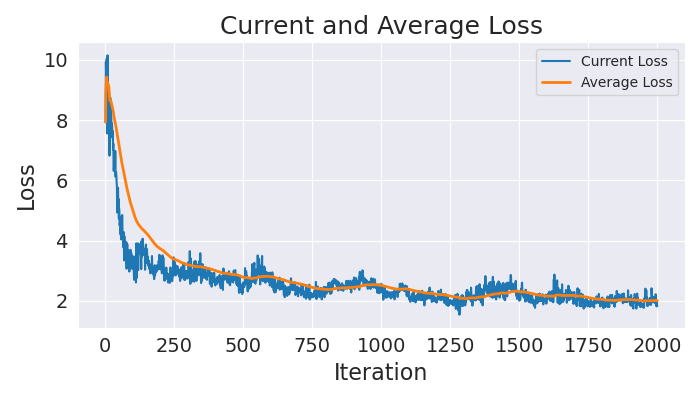 Current and Average Loss
Current Loss
Average Loss
10
8
6
4
2
Loss
0 250 500 750 1000 1250 1500 1750 2000
Iteration